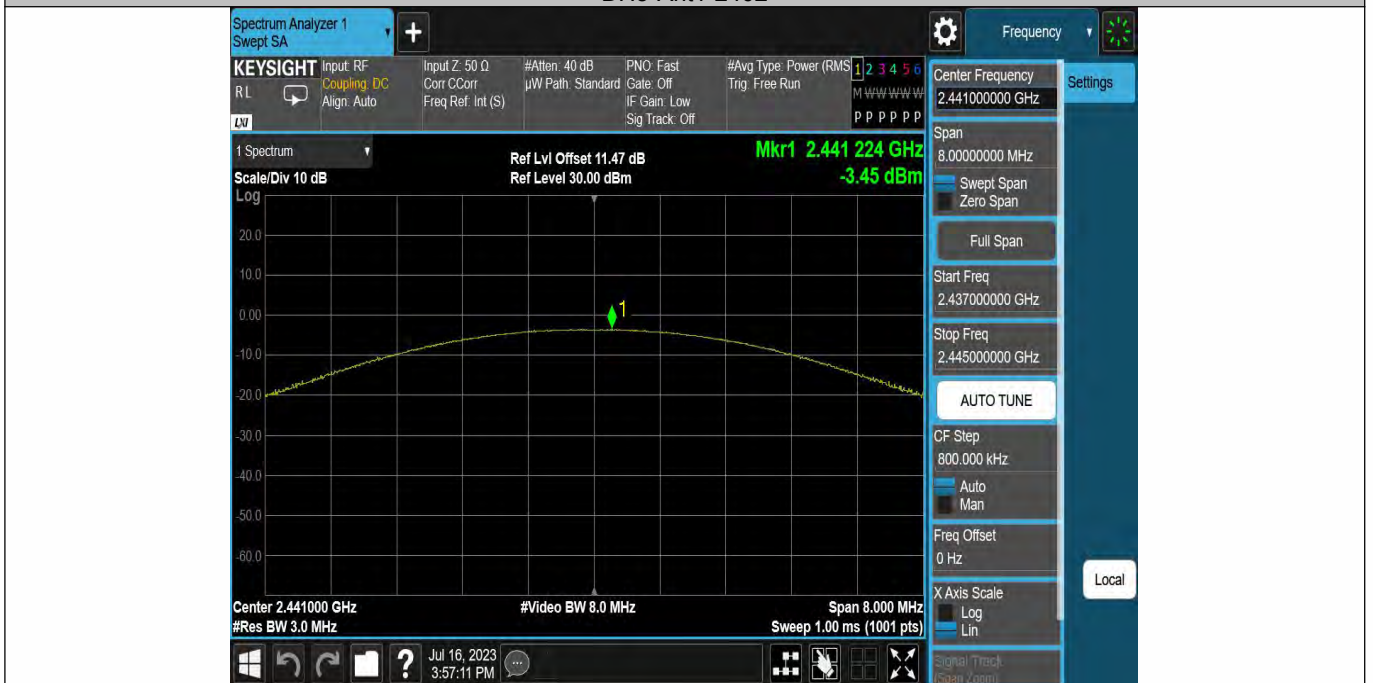 Spectrum Analyzer 1
Swept SA
+
Frequency
KEYSIGHT
RL
LXI
Input: RF
Coupling: DC
Align: Auto
Input Z: 50 Ω
Corr CCorr
Freq Ref: Int (S)
#Atten: 40 dB
µW Path: Standard
PNO: Fast
Gate: Off
IF Gain: Low
Sig Track: Off
#Avg Type: Power (RMS
Trig: Free Run
1 2 3 4 5 6
M W W W W W
P P P P P P
1 Spectrum
Scale/Div 10 dB
Ref Lvl Offset 11.47 dB
Ref Level 30.00 dBm
Mkr1 2.441 224 GHz
-3.45 dBm
Log
20.0
10.0
0.00
-10.0
-20.0
-30.0
-40.0
-50.0
-60.0
1
Center 2.441000 GHz
#Res BW 3.0 MHz
#Video BW 8.0 MHz
Span 8.000 MHz
Sweep 1.00 ms (1001 pts)
?
Jul 16, 2023
3:57:11 PM
Center Frequency
2.441000000 GHz
Settings
Span
8.00000000 MHz
Swept Span
Zero Span
Full Span
Start Freq
2.437000000 GHz
Stop Freq
2.445000000 GHz
AUTO TUNE
CF Step
800.000 kHz
Auto
Man
Freq Offset
0 Hz
X Axis Scale
Log
Lin
Local
Signal Track
(Span Zoom)